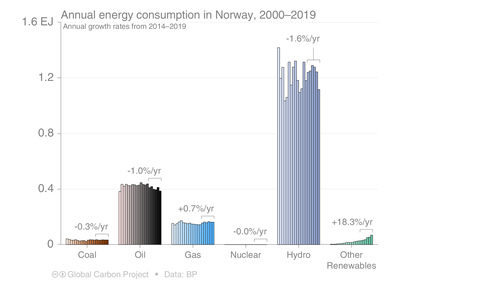 Annual energy consumption in Norway, 2000–2019
1.6 EJ
Annual growth rates from 2014–2019
-1.6%/yr
1.2
0.8
-1.0%/yr
0.4
+0.7%/yr
-0.3%/yr
-0.0%/yr
+18.3%/yr
0
Coal
Oil
Gas
Nuclear
Hydro
Other
Renewables
Global Carbon Project • Data: BP